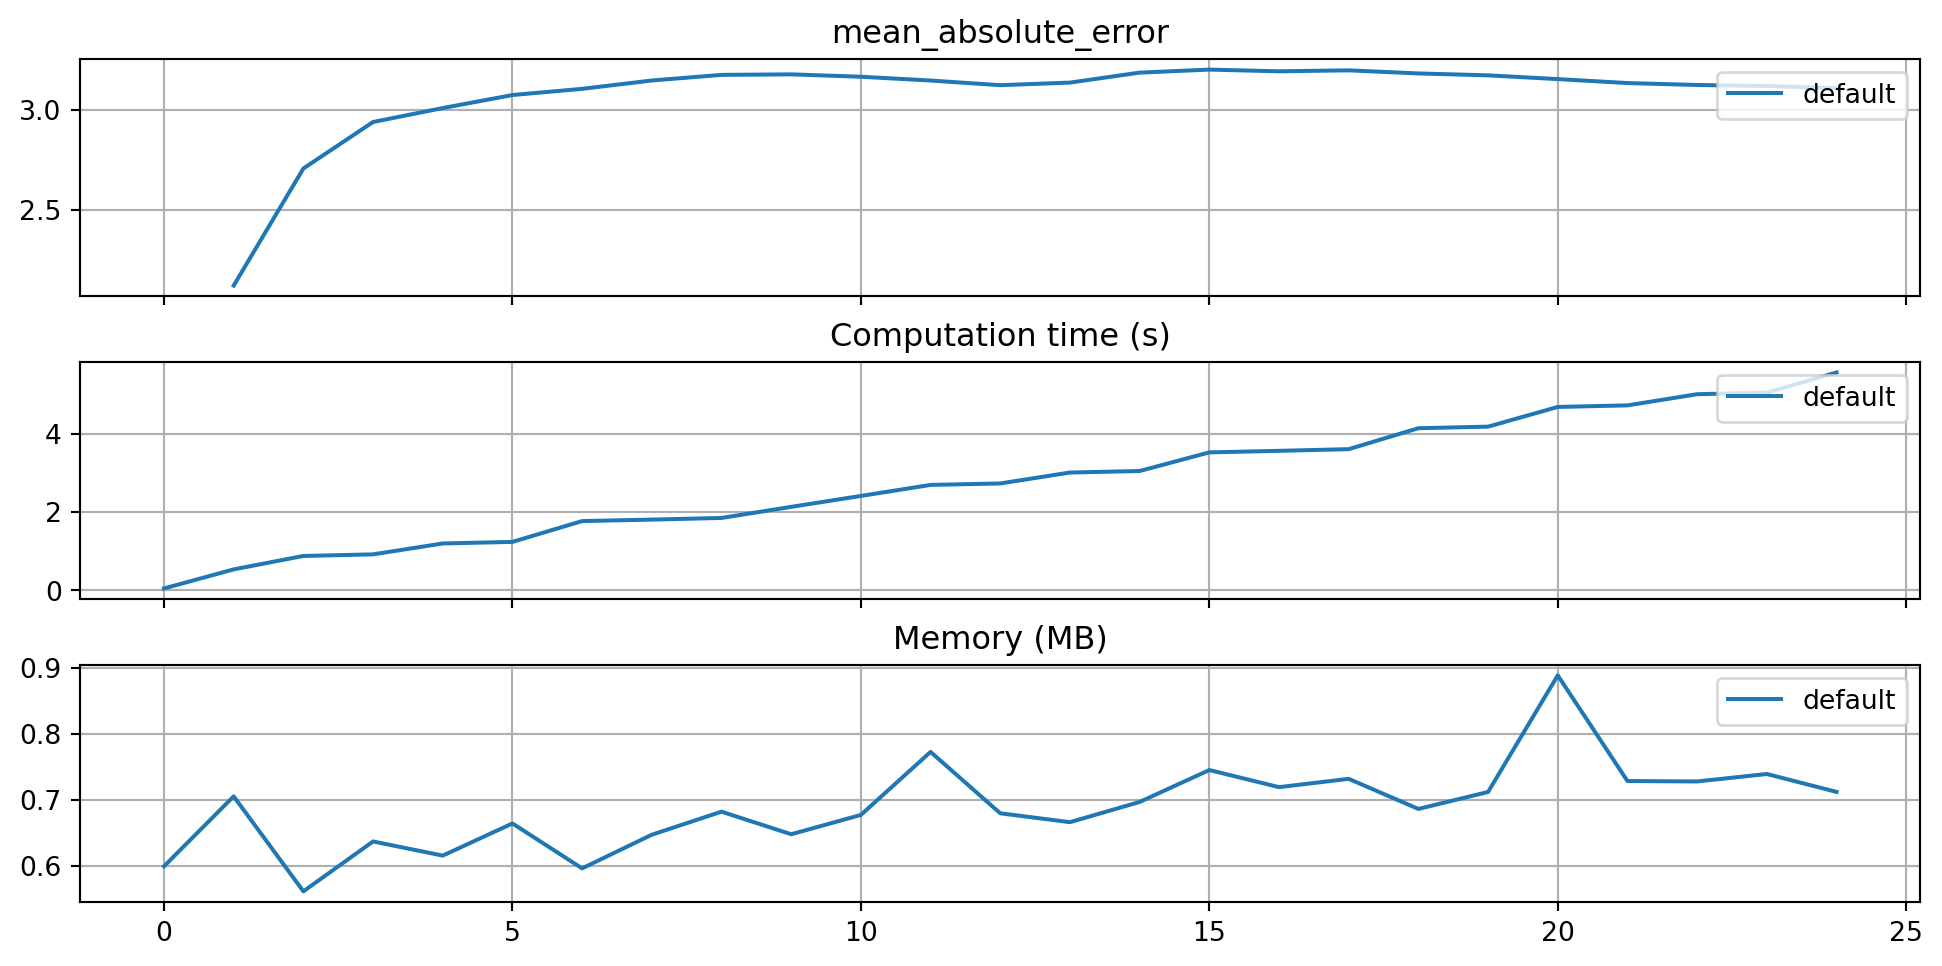 mean_absolute_error
3.0
2.5
default
Computation time (s)
4
2
0
default
Memory (MB)
0.9
0.8
0.7
0.6
default
0 5 10 15 20 25